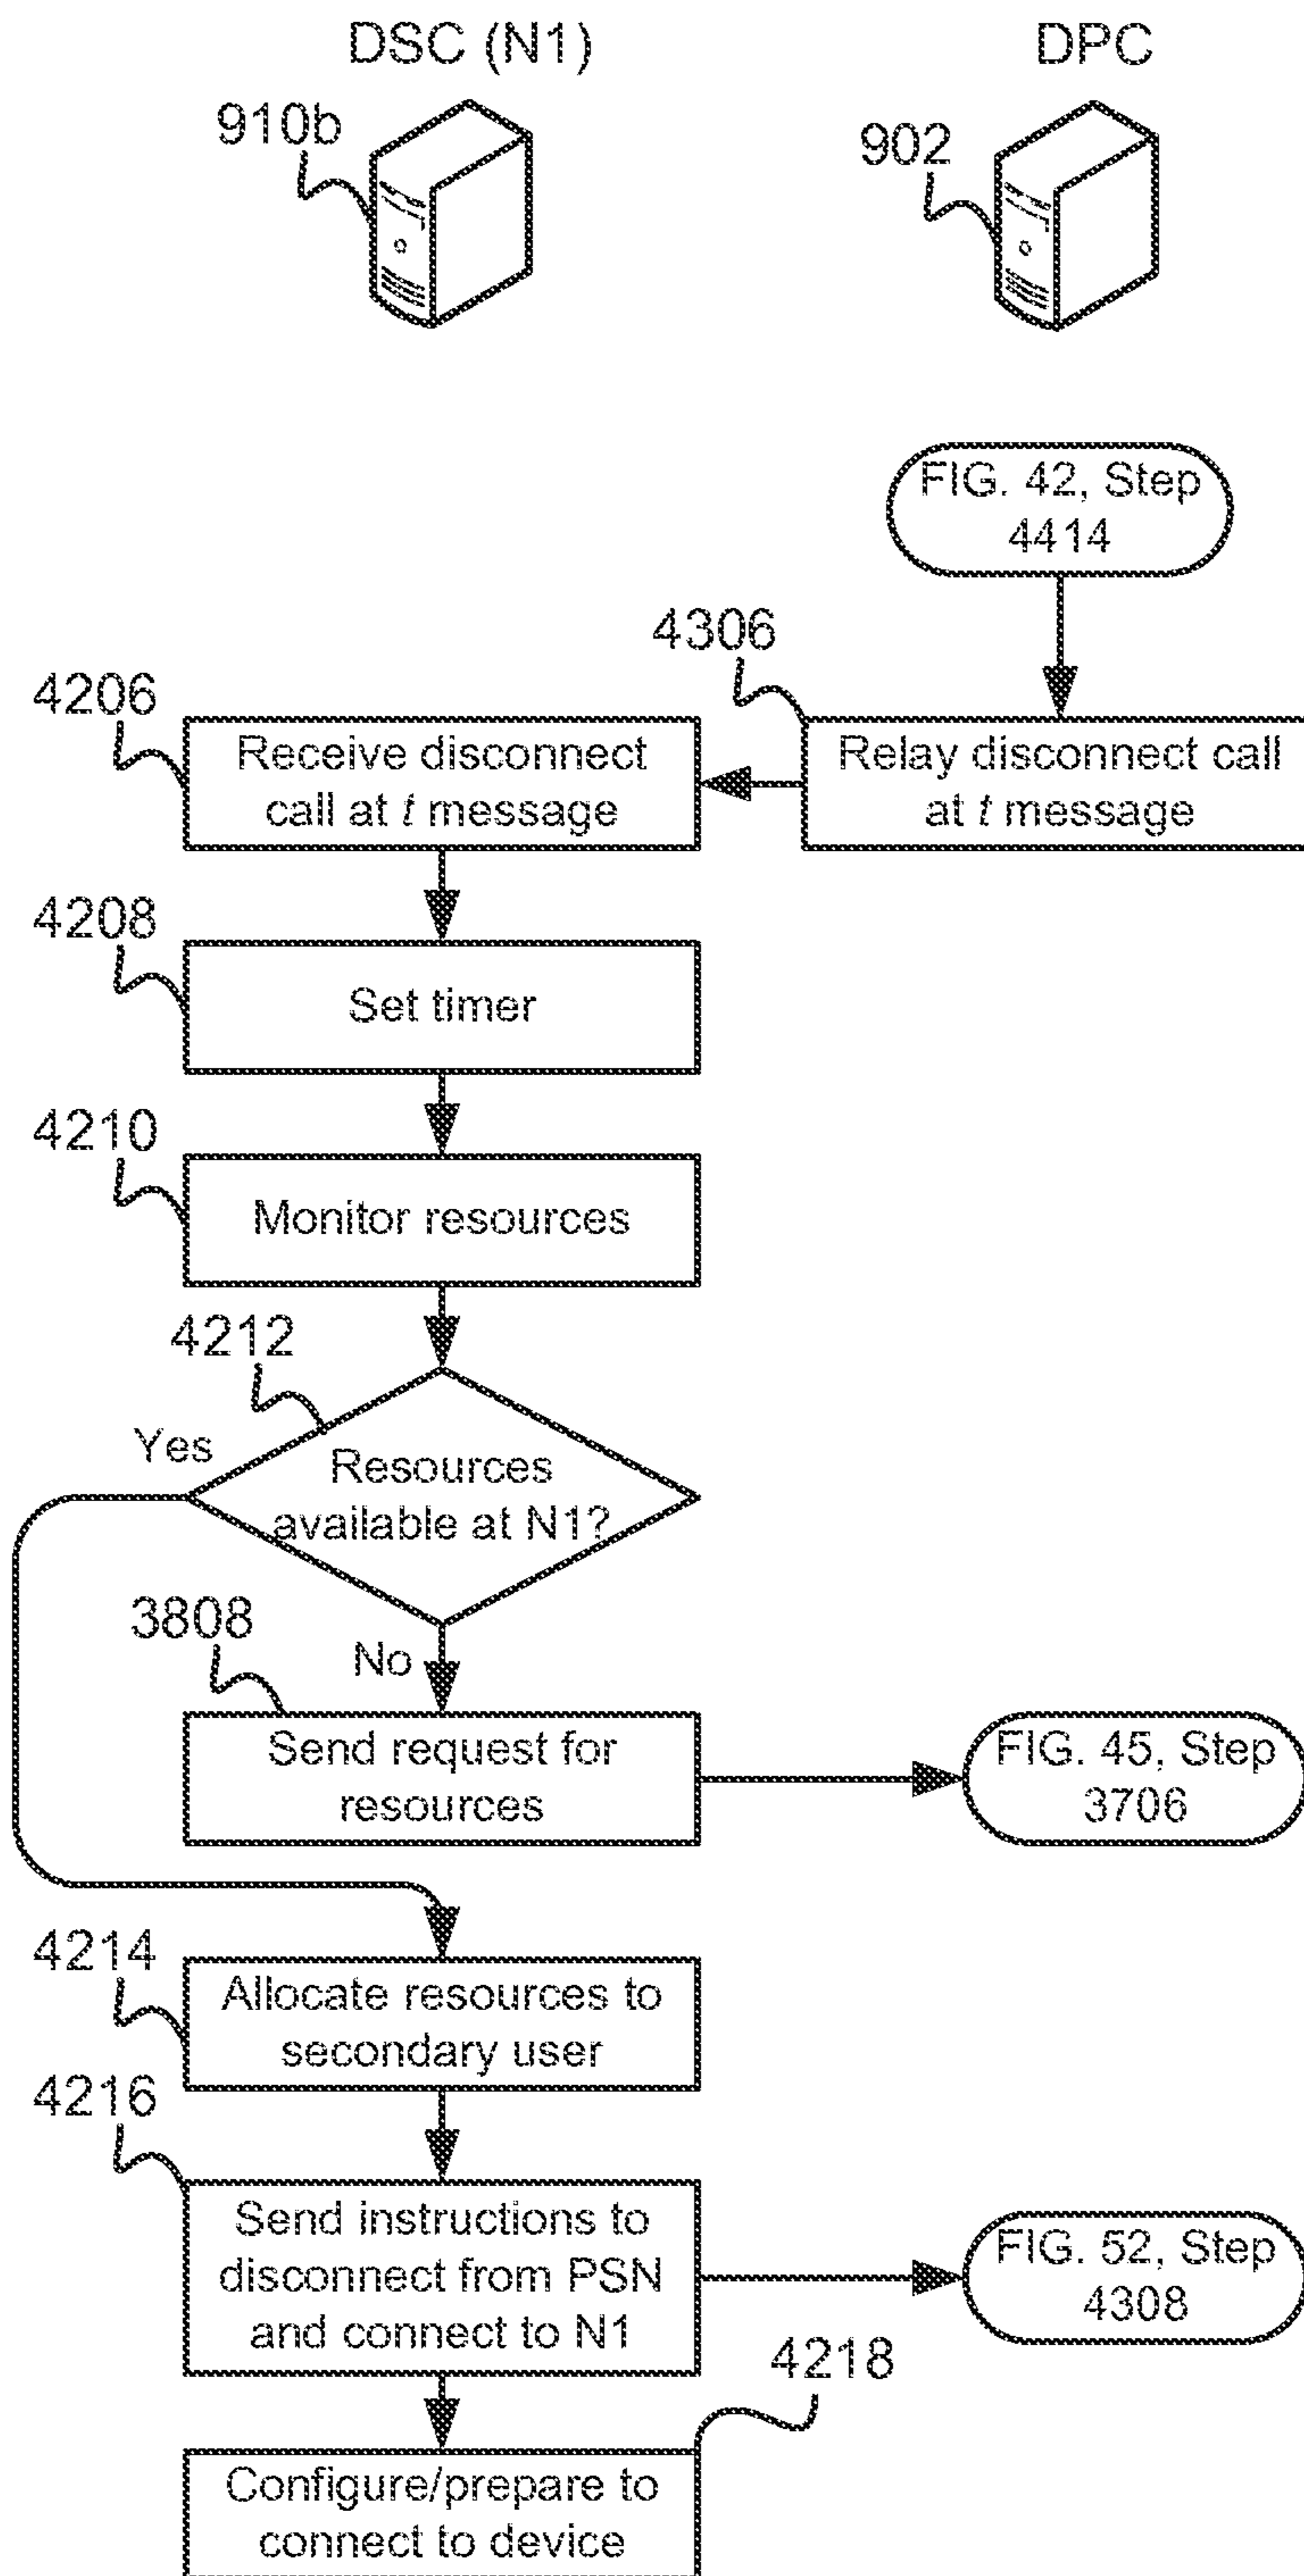 DSC (N1)
DPC
910b
902
FIG. 42, Step
4414
4306
4206
Receive disconnect
call at t message
Relay disconnect call
at t message
4208
Set timer
4210
Monitor resources
4212
Yes
Resources
available at N1?
3808
No
Send request for
resources
FIG. 45, Step
3706
4214
Allocate resources to
secondary user
4216
Send instructions to
disconnect from PSN
and connect to N1
FIG. 52, Step
4308
4218
Configure/prepare to
connect to device